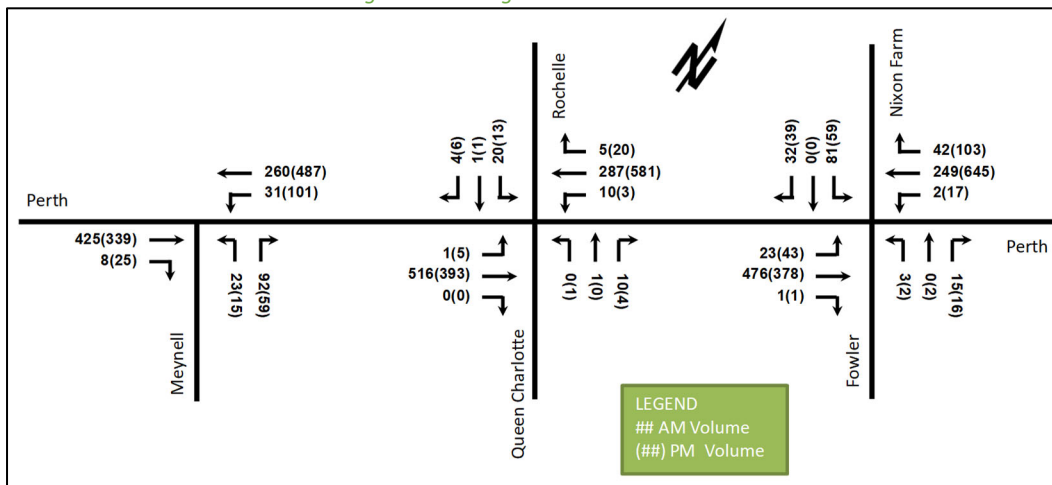 Rochelle
Nixon Farm
4(6)
1(1)
20(13)
5(20)
287(581)
10(3)
32(39)
0(0)
81(59)
42(103)
249(645)
2(17)
260(487)
31(101)
Perth
425(339)
8(25)
23(15)
92(59)
1(5)
516(393)
0(0)
0(1)
1(0)
10(4)
23(43)
476(378)
1(1)
3(2)
0(2)
15(16)
Perth
Meynell
Queen Charlotte
Fowler
N
LEGEND
## AM Volume
(##) PM Volume